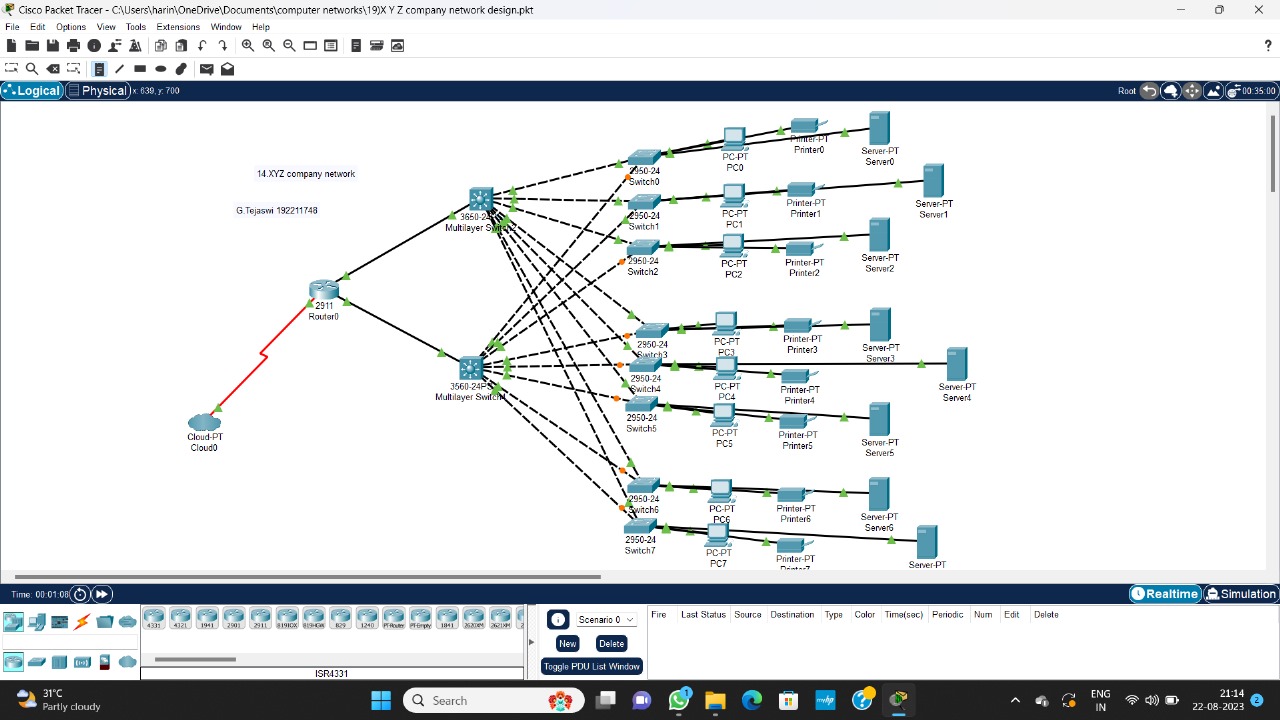 Cisco Packet Tracer - C:\Users\harin\OneDrive\Documents\computer networks\19)X Y Z company network design.pkt
File Edit Options View Tools Extensions Window Help
Logical Physical x: 639, y: 700 Root 00:35:00
14.XYZ company network
G.Tejaswi 192211748
2911
Router0
Cloud-PT
Cloud0
3650-24
Multilayer Switch2
3560-24P
Multilayer Switch1
2950-24
Switch0
PC-PT
PC0
Printer-PT
Printer0
Server-PT
Server0
2950-24
Switch1
PC-PT
PC1
Printer-PT
Printer1
Server-PT
Server1
2950-24
Switch2
PC-PT
PC2
Printer-PT
Printer2
Server-PT
Server2
2950-24
Switch3
PC-PT
PC3
Printer-PT
Printer3
Server-PT
Server3
2950-24
Switch4
PC-PT
PC4
Printer-PT
Printer4
Server-PT
Server4
2950-24
Switch5
PC-PT
PC5
Printer-PT
Printer5
Server-PT
Server5
2950-24
Switch6
PC-PT
PC6
Printer-PT
Printer6
Server-PT
Server6
2950-24
Switch7
PC-PT
PC7
Printer-PT
Printer7
Server-PT
Time: 00:01:08 Realtime Simulation
4331 4321 1941 2901 2911 819IOX 819HGW 829 1240 PT-Router PT-Empty 1841 2620XM 2621XM
ISR4331
Scenario 0
New Delete
Toggle PDU List Window
Fire Last Status Source Destination Type Color Time(sec) Periodic Num Edit Delete
31°C
Partly cloudy
Search
1
ENG
IN
21:14
22-08-2023
2